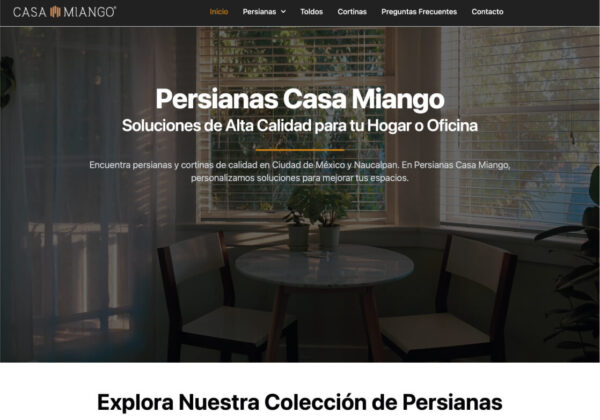 CASA MIANGO®
Inicio Persianas Toldos Cortinas Preguntas Frecuentes Contacto
Persianas Casa Miango
Soluciones de Alta Calidad para tu Hogar o Oficina
Encuentra persianas y cortinas de calidad en Ciudad de México y Naucalpan. En Persianas Casa Miango,
personalizamos soluciones para mejorar tus espacios.
Explora Nuestra Colección de Persianas